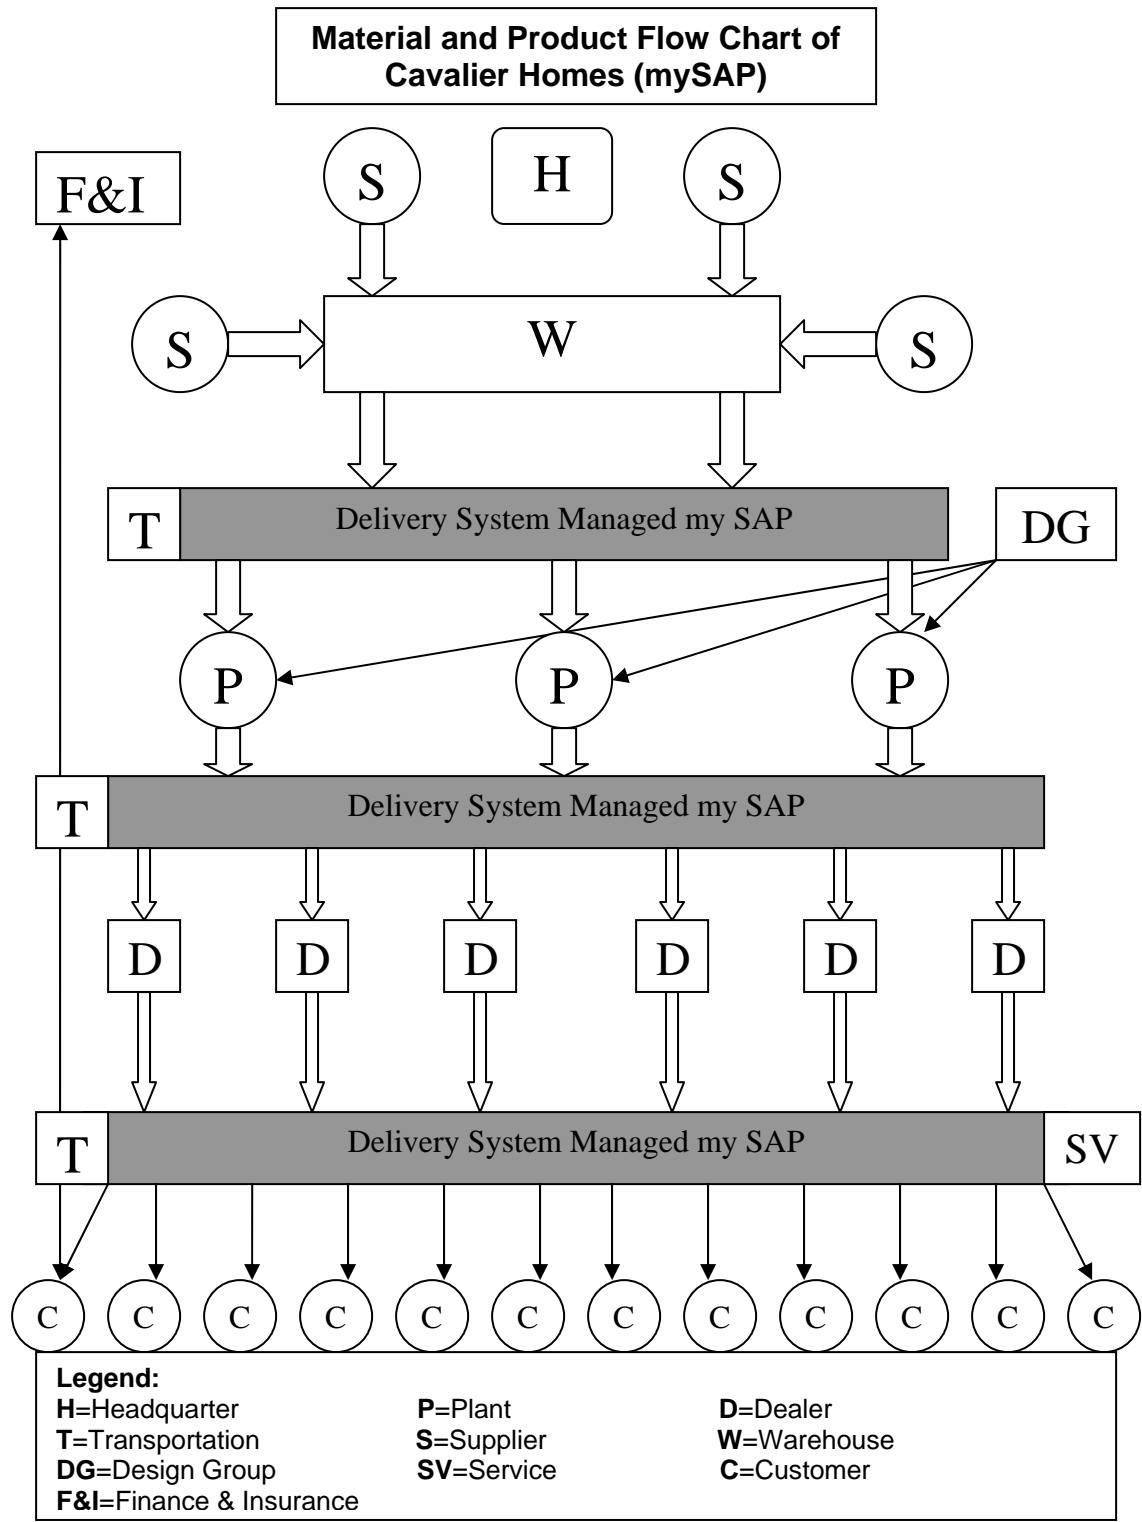 Material and Product Flow Chart of
Cavalier Homes (mySAP)
F&I
S
H
S
S
W
S
T
Delivery System Managed my SAP
DG
P
P
P
T
Delivery System Managed my SAP
D
D
D
D
D
D
T
Delivery System Managed my SAP
SV
C
C
C
C
C
C
C
C
C
C
C
C
Legend:
H=Headquarter P=Plant D=Dealer
T=Transportation S=Supplier W=Warehouse
DG=Design Group SV=Service C=Customer
F&I=Finance & Insurance